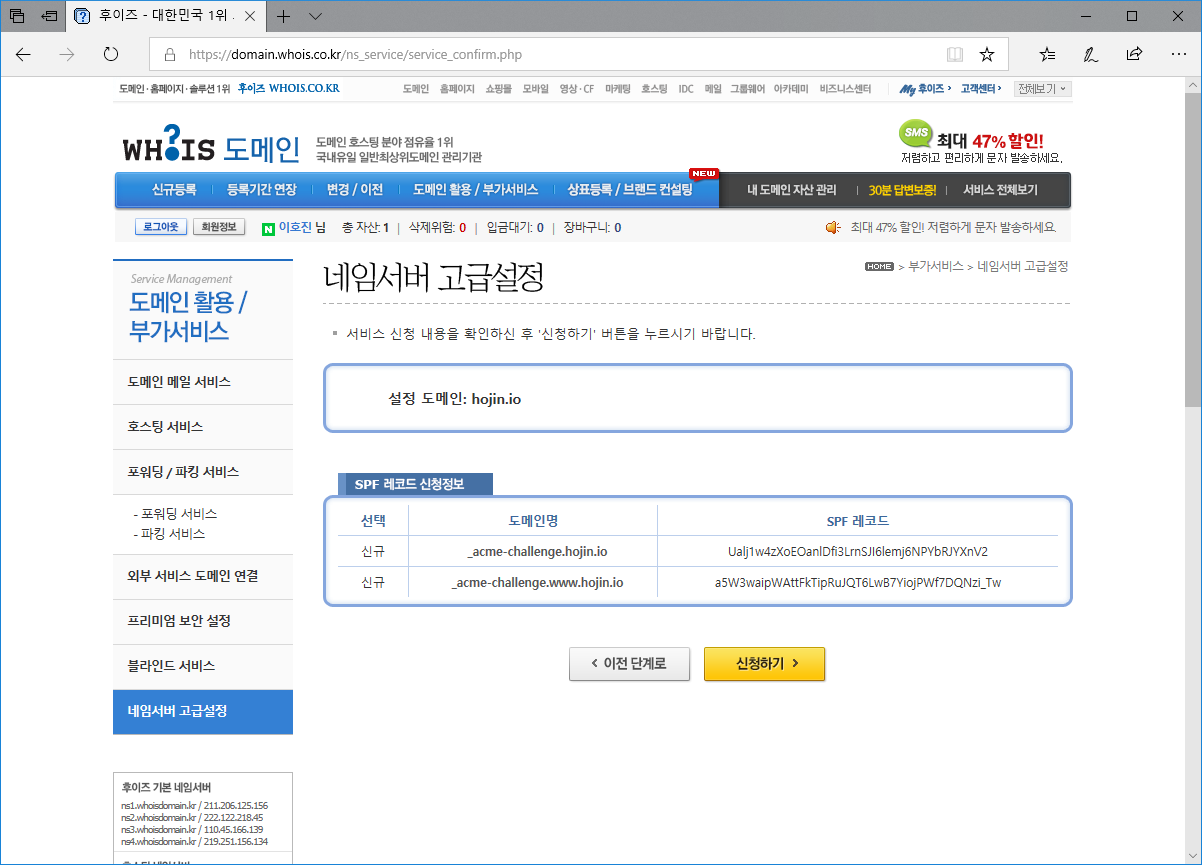 후이즈 - 대한민국 1위 .
https://domain.whois.co.kr/ns_service/service_confirm.php
도메인·홈페이지·솔루션 1위 후이즈 WHOIS.CO.KR
도메인 홈페이지 쇼핑몰 모바일 영상·CF 마케팅 호스팅 IDC 메일 그룹웨어 아카데미 비즈니스센터
My 후이즈 고객센터 전체보기
WH?IS 도메인
도메인 호스팅 분야 점유율 1위
국내유일 일반최상위도메인 관리기관
SMS 최대 47% 할인!
저렴하고 편리하게 문자 발송하세요.
NEW
신규등록 등록기간 연장 변경 / 이전 도메인 활용 / 부가서비스 상표등록 / 브랜드 컨설팅 내 도메인 자산 관리 30분 답변보증! 서비스 전체보기
로그아웃 회원정보 N 이호진 님 총 자산: 1 | 삭제위험: 0 | 입금대기: 0 | 장바구니: 0
최대 47% 할인! 저렴하게 문자 발송하세요.
Service Management
도메인 활용 /
부가서비스
도메인 메일 서비스
호스팅 서비스
포워딩 / 파킹 서비스
- 포워딩 서비스
- 파킹 서비스
외부 서비스 도메인 연결
프리미엄 보안 설정
블라인드 서비스
네임서버 고급설정
후이즈 기본 네임서버
ns1.whoisdomain.kr / 211.206.125.156
ns2.whoisdomain.kr / 222.122.218.45
ns3.whoisdomain.kr / 110.45.166.139
ns4.whoisdomain.kr / 219.251.156.134
네임서버 고급설정
HOME > 부가서비스 > 네임서버 고급설정
서비스 신청 내용을 확인하신 후 '신청하기' 버튼을 누르시기 바랍니다.
설정 도메인: hojin.io
SPF 레코드 신청정보
선택 도메인명 SPF 레코드
신규 _acme-challenge.hojin.io Ualj1w4zXoEOanlDfi3LrnSJI6lemj6NPYbRJYXnV2
신규 _acme-challenge.www.hojin.io a5W3waipWAttFkTipRuJQT6LwB7YiojPWf7DQNzi_Tw
이전 단계로
신청하기